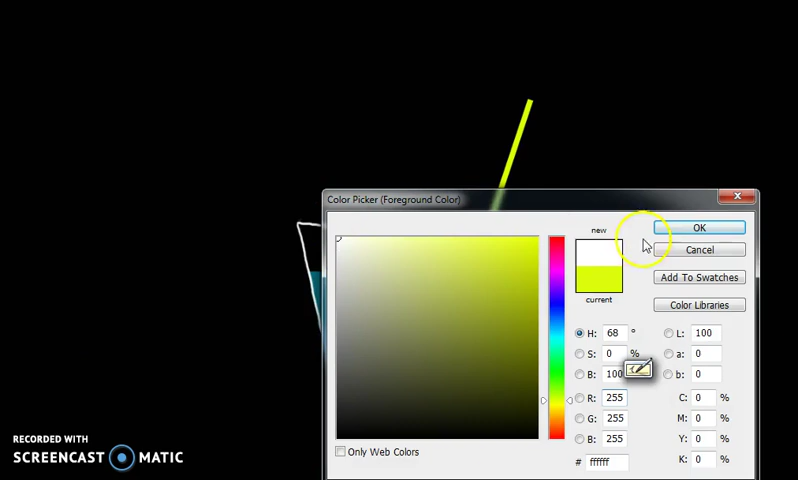 Color Picker (Foreground Color)
new
current
OK
Cancel
Add To Swatches
Color Libraries
H: 68 °
S: 0 %
B: 100
R: 255
G: 255
B: 255
# ffffff
L: 100
a: 0
b: 0
C: 0 %
M: 0 %
Y: 0 %
K: 0 %
Only Web Colors
RECORDED WITH
SCREENCAST MATIC